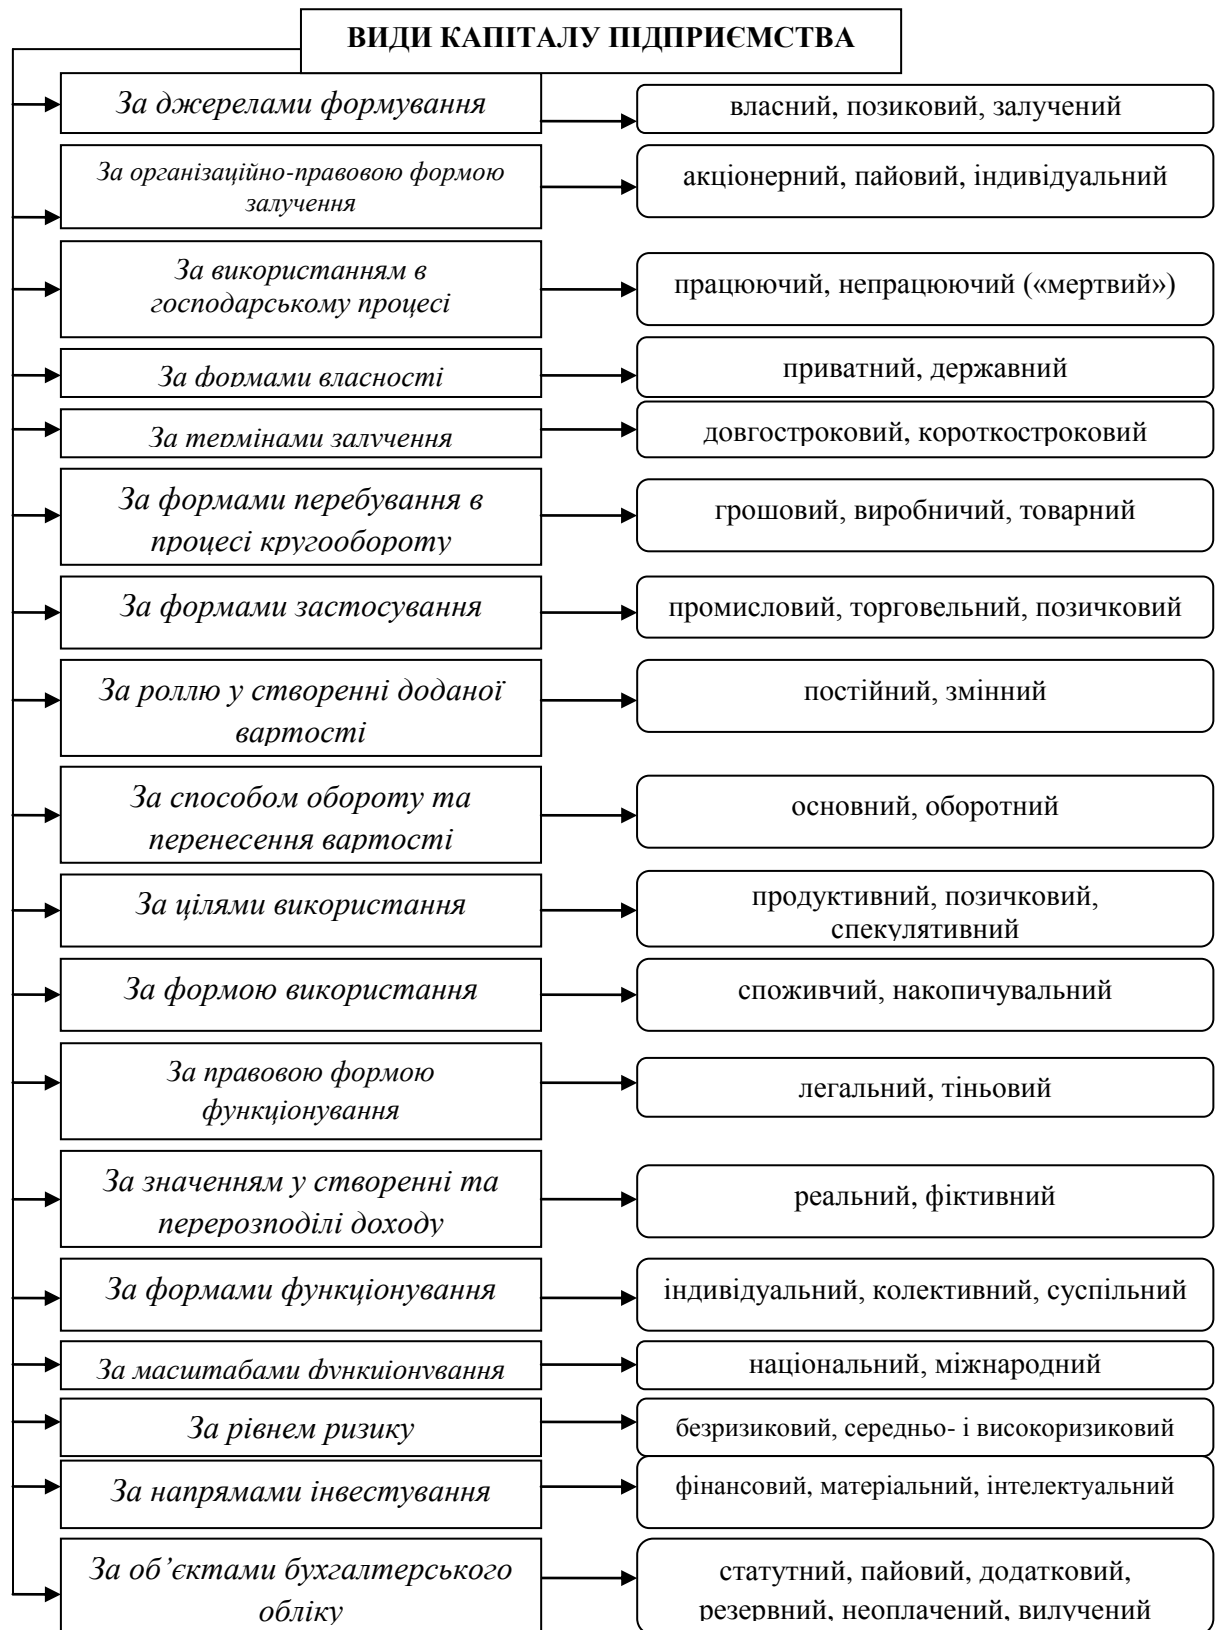 ВИДИ КАПІТАЛУ ПІДПРИЄМСТВА
За джерелами формування
власний, позиковий, залучений
За організаційно-правовою формою
залучення
акціонерний, пайовий, індивідуальний
За використанням в
господарському процесі
працюючий, непрацюючий («мертвий»)
За формами власності
приватний, державний
За термінами залучення
довгостроковий, короткостроковий
За формами перебування в
процесі кругообороту
грошовий, виробничий, товарний
За формами застосування
промисловий, торговельний, позичковий
За роллю у створенні доданої
вартості
постійний, змінний
За способом обороту та
перенесення вартості
основний, оборотний
За цілями використання
продуктивний, позичковий,
спекулятивний
За формою використання
споживчий, накопичувальний
За правовою формою
функціонування
легальний, тіньовий
За значенням у створенні та
перерозподілі доходу
реальний, фіктивний
За формами функціонування
індивідуальний, колективний, суспільний
За масштабами функціонування
національний, міжнародний
За рівнем ризику
безризиковий, середньо- і високоризиковий
За напрямами інвестування
фінансовий, матеріальний, інтелектуальний
За об’єктами бухгалтерського
обліку
статутний, пайовий, додатковий,
резервний, неоплачений, вилучений